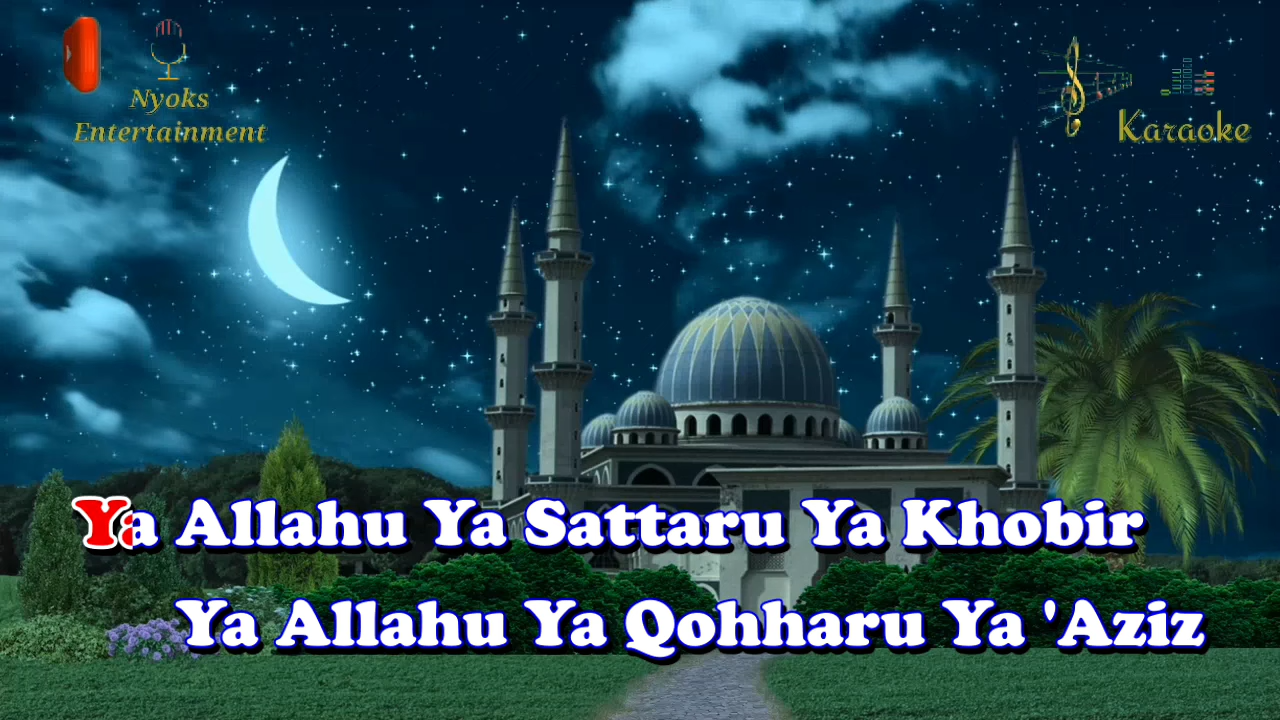 Nyoks
Entertainment
Karaoke
Ya Allahu Ya Sattaru Ya Khobir
Ya Allahu Ya Qohharu Ya 'Aziz